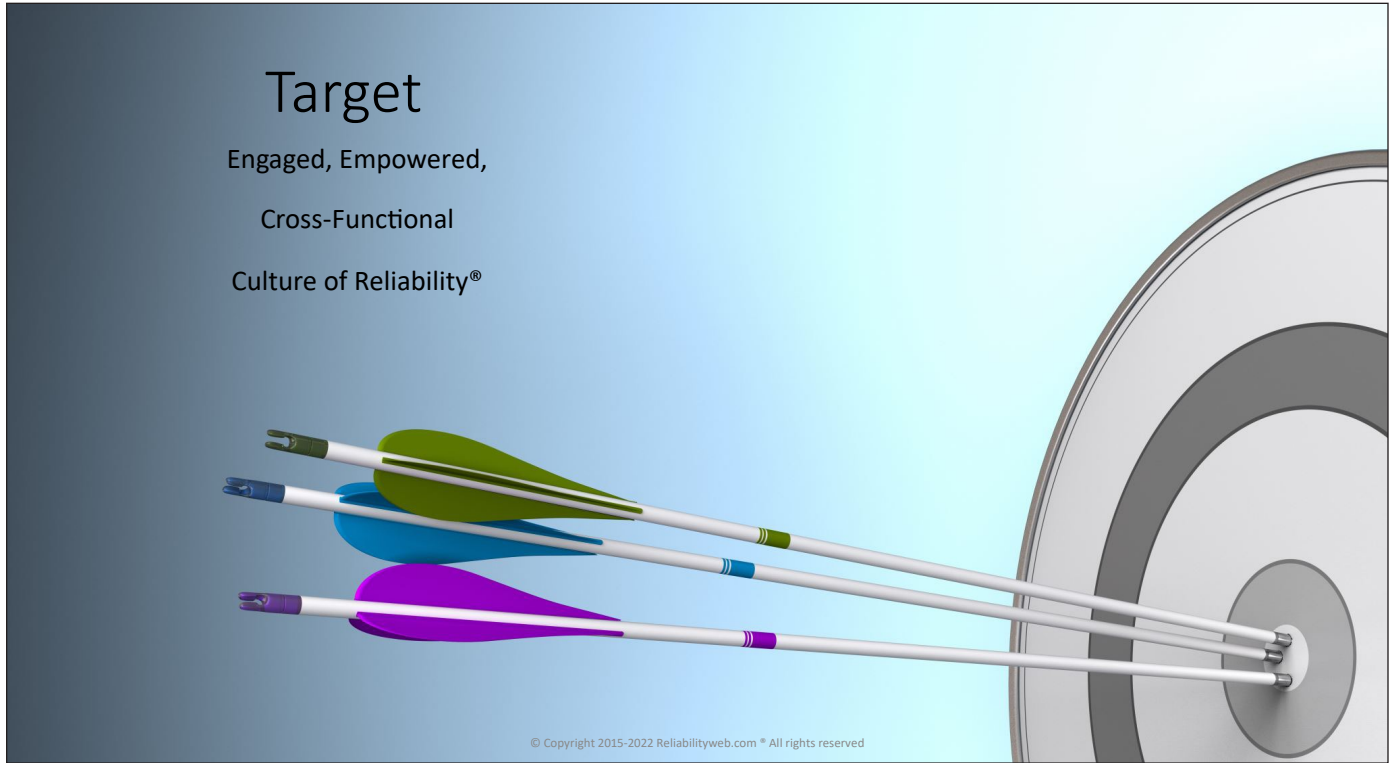 Target
Engaged, Empowered,
Cross-Functional
Culture of Reliability®
© Copyright 2015-2022 Reliabilityweb.com ® All rights reserved